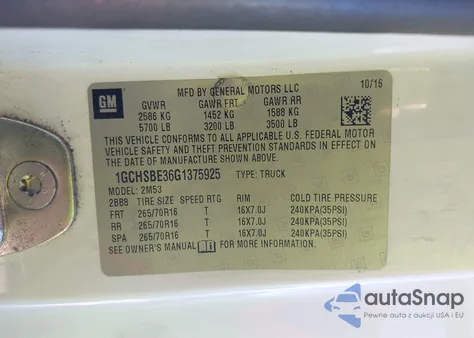 GM
MFD BY GENERAL MOTORS LLC 10/16
GVWR GAWR FRT GAWR RR
2586 KG 1452 KG 1588 KG
5700 LB 3200 LB 3500 LB
THIS VEHICLE CONFORMS TO ALL APPLICABLE U.S. FEDERAL MOTOR
VEHICLE SAFETY AND THEFT PREVENTION STANDARDS IN EFFECT ON
THE DATE OF MANUFACTURE SHOWN ABOVE.
1GCHSBE36G1375925 TYPE: TRUCK
MODEL: 2M53
2BBB TIRE SIZE SPEED RTG RIM COLD TIRE PRESSURE
FRT 265/70R16 T 16X7.0J 240KPA(35PSI)
RR 265/70R16 T 16X7.0J 240KPA(35PSI)
SPA 265/70R16 T 16X7.0J 240KPA(35PSI)
SEE OWNER'S MANUAL FOR MORE INFORMATION.
autoSnap
Pewne auta z aukcji USA i EU